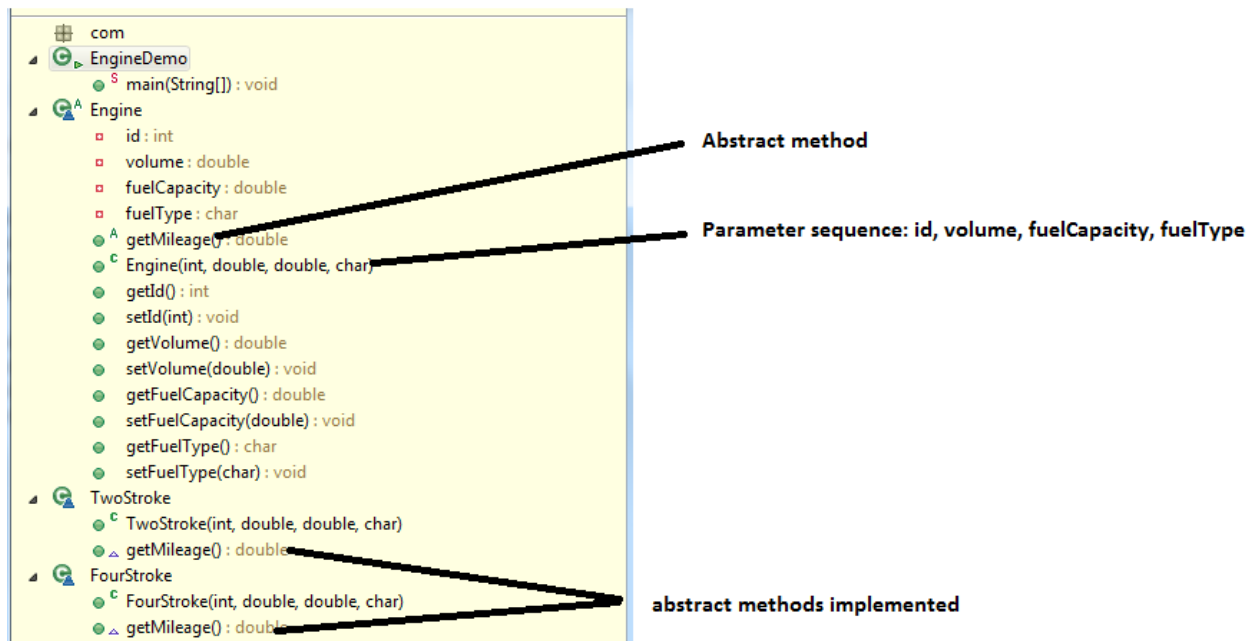 com
EngineDemo
S main(String[]) : void
A Engine
id : int
volume : double
fuelCapacity : double
fuelType : char
A getMileage() : double
C Engine(int, double, double, char)
getId() : int
setId(int) : void
getVolume() : double
setVolume(double) : void
getFuelCapacity() : double
setFuelCapacity(double) : void
getFuelType() : char
setFuelType(char) : void
TwoStroke
C TwoStroke(int, double, double, char)
getMileage() : double
FourStroke
C FourStroke(int, double, double, char)
getMileage() : double
Abstract method
Parameter sequence: id, volume, fuelCapacity, fuelType
abstract methods implemented